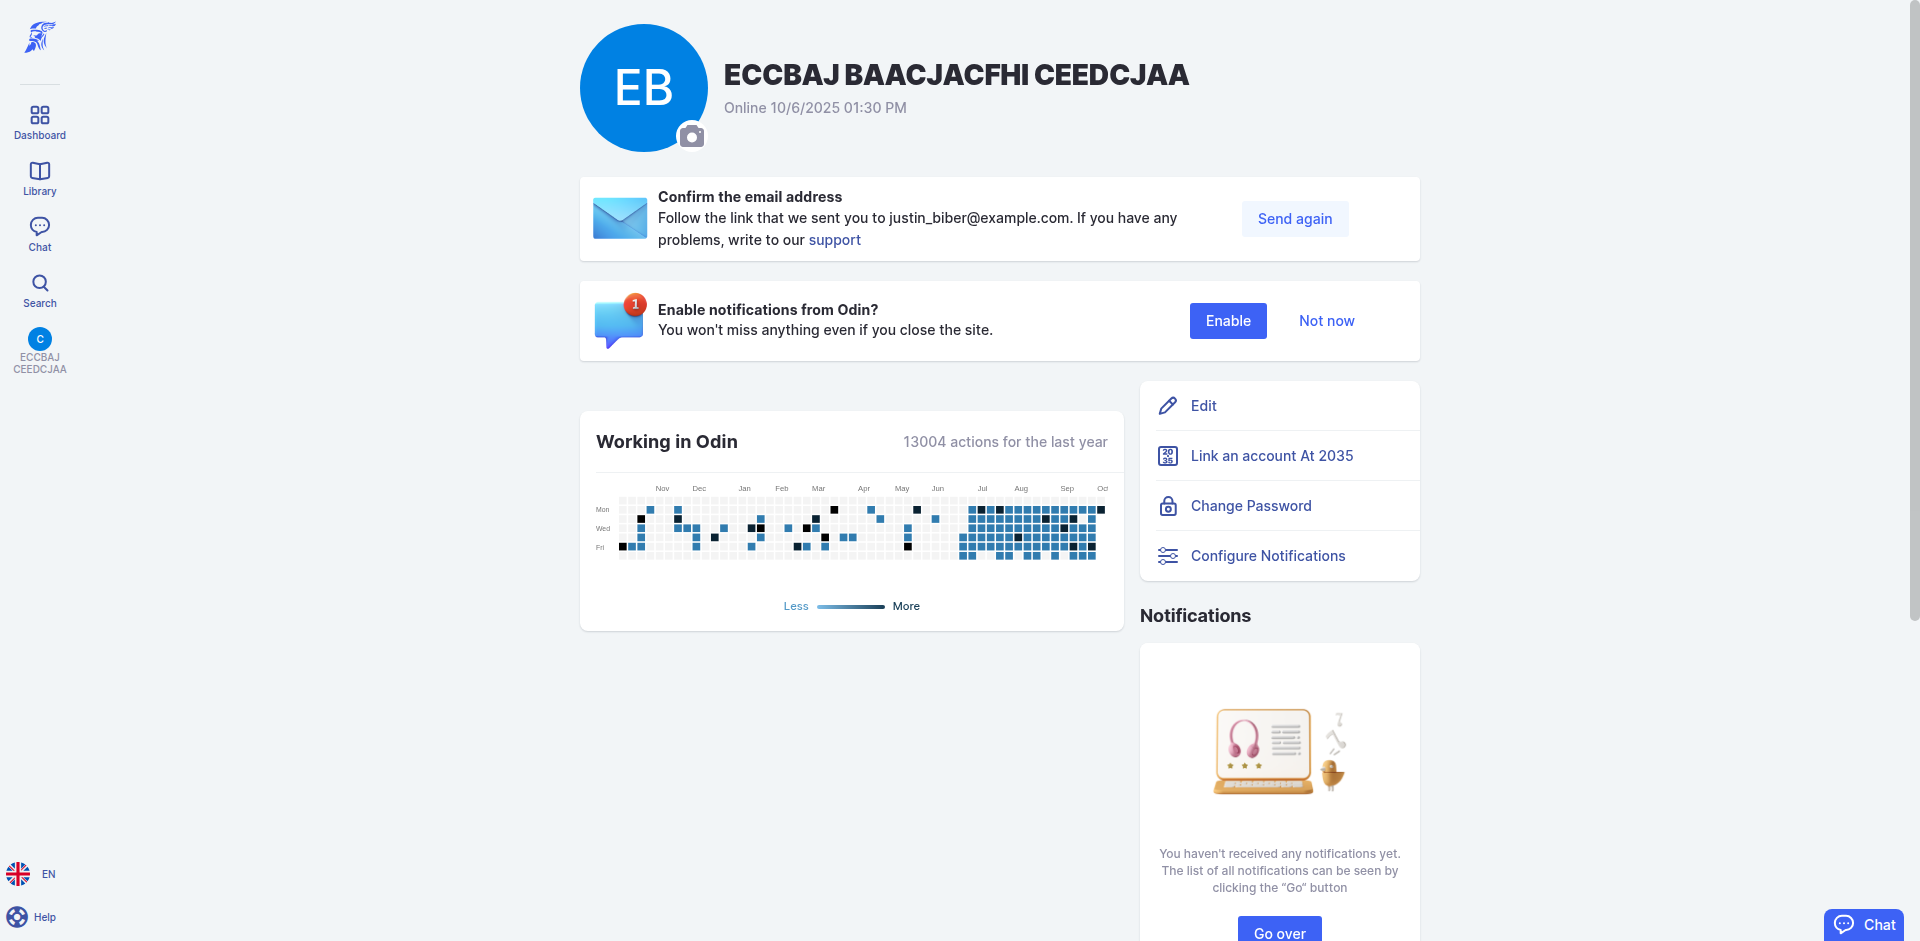 Dashboard
Library
Chat
Search
C
ECCBAJ
CEEDCJAA
EN
Help
EB
ECCBAJ BAACJACFHI CEEDCJAA
Online 10/6/2025 01:30 PM
Confirm the email address
Follow the link that we sent you to justin_biber@example.com. If you have any
problems, write to our support
Send again
1
Enable notifications from Odin?
You won't miss anything even if you close the site.
Enable
Not now
Working in Odin
13004 actions for the last year
Nov Dec Jan Feb Mar Apr May Jun Jul Aug Sep Oct
Mon
Wed
Fri
Less
More
Edit
20
35
Link an account At 2035
Change Password
Configure Notifications
Notifications
You haven't received any notifications yet.
The list of all notifications can be seen by
clicking the "Go" button
Go over
Chat